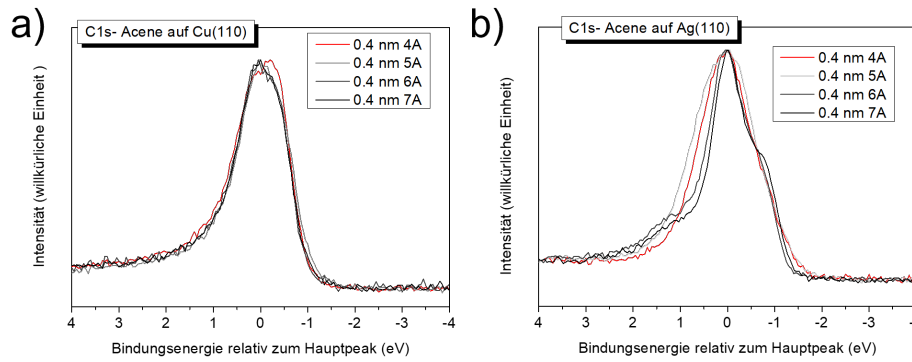 a)
C1s- Acene auf Cu(110)
0.4 nm 4A
0.4 nm 5A
0.4 nm 6A
0.4 nm 7A
Intensität (willkürliche Einheit)
4 3 2 1 0 -1 -2 -3 -4
Bindungsenergie relativ zum Hauptpeak (eV)
b)
C1s- Acene auf Ag(110)
0.4 nm 4A
0.4 nm 5A
0.4 nm 6A
0.4 nm 7A
Intensität (willkürliche Einheit)
4 3 2 1 0 -1 -2 -3 -4
Bindungsenergie relativ zum Hauptpeak (eV)